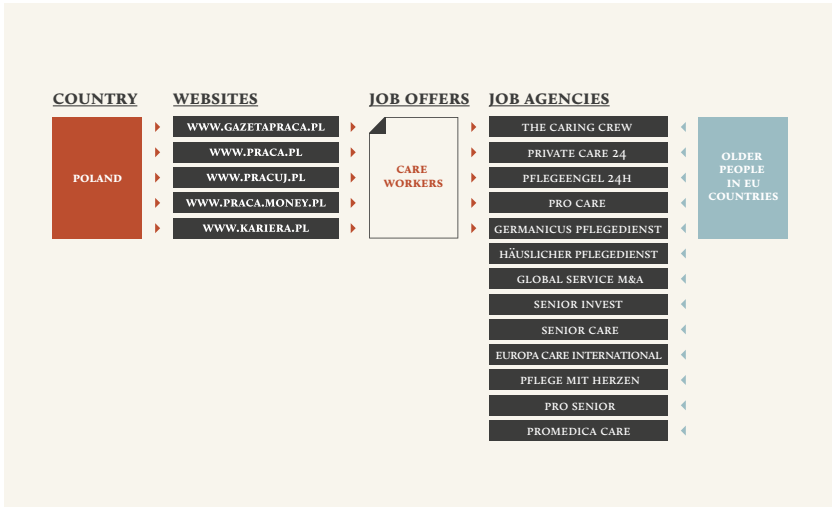 COUNTRY
WEBSITES
JOB OFFERS
JOB AGENCIES
POLAND
WWW.GAZETAPRACA.PL
WWW.PRACA.PL
WWW.PRACUJ.PL
WWW.PRACA.MONEY.PL
WWW.KARIERA.PL
CARE
WORKERS
THE CARING CREW
PRIVATE CARE 24
PFLEGEENGEL 24H
PRO CARE
GERMANICUS PFLEGEDIENST
HÄUSLICHER PFLEGEDIENST
GLOBAL SERVICE M&A
SENIOR INVEST
SENIOR CARE
EUROPA CARE INTERNATIONAL
PFLEGE MIT HERZEN
PRO SENIOR
PROMEDICA CARE
OLDER
PEOPLE
IN EU
COUNTRIES